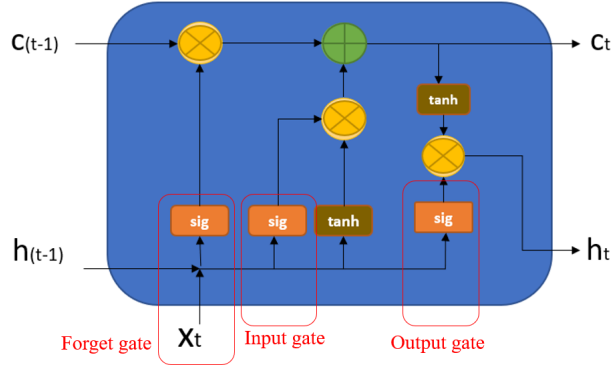 C(t-1)
Ct
tanh
sig
sig
tanh
sig
h(t-1)
ht
Forget gate
Xt
Input gate
Output gate